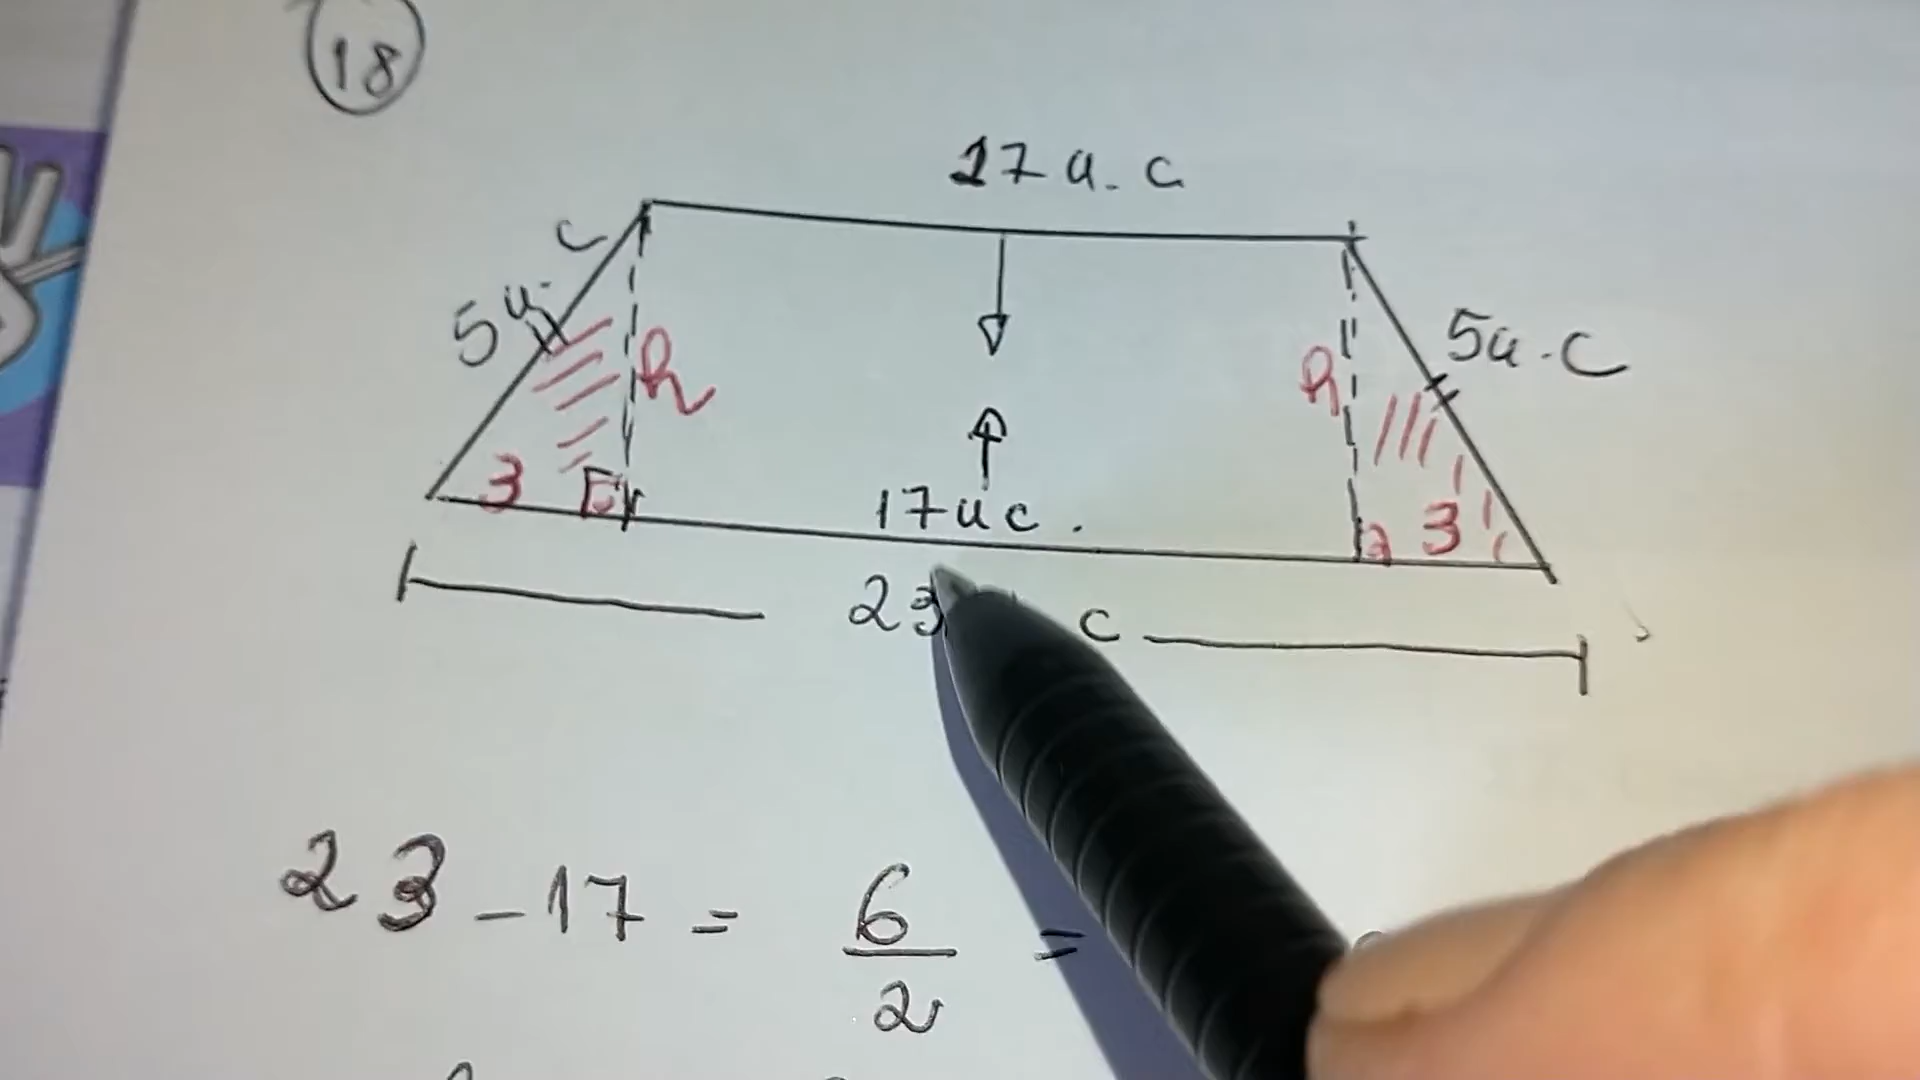 18
17 u.c
5u.c
h
h
5u.c
3
17uc.
3
23 c
23 - 17 = 6/2 =